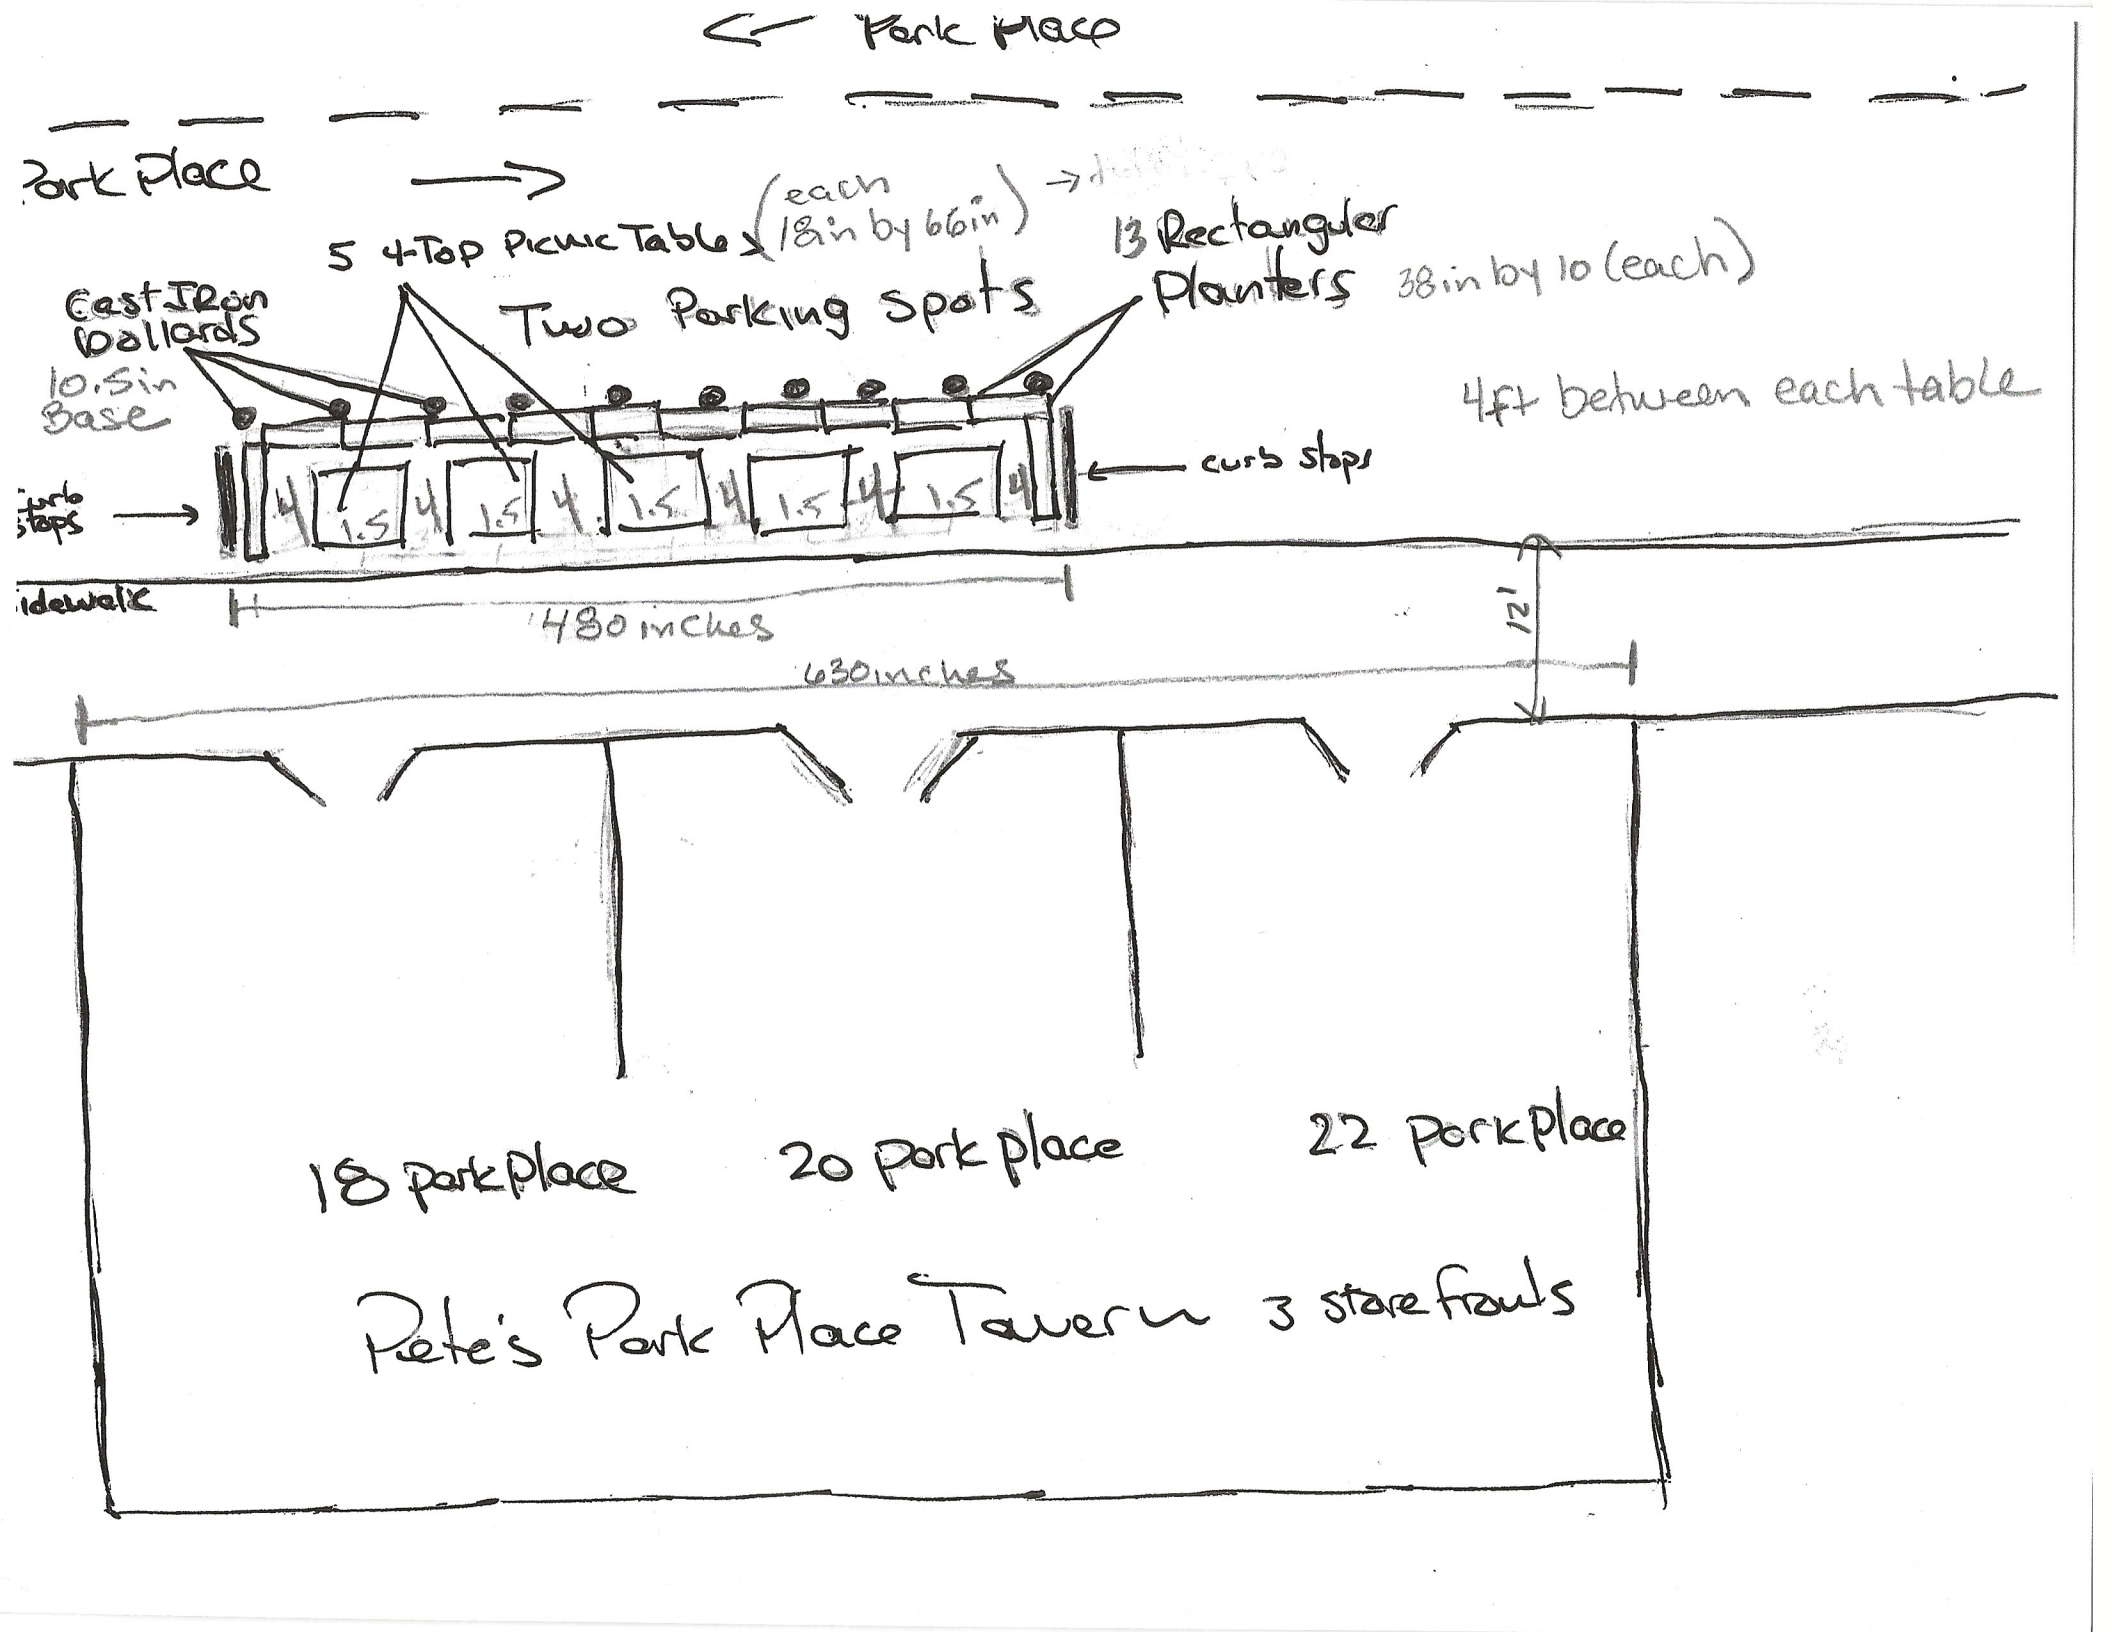 ← Park Place
Park Place →
5 4-Top Picnic Tables (each 18in by 66in) →
13 Rectanguler
Planters 38in by 10 (each)
Two Parking Spots
Cast Iron
bollards
10.5in
Base
4ft between each table
curb stops
curb
stops
4 1.5 4 1.5 4 1.5 4 1.5 4 1.5 4
sidewalk
480 inches
12'
630 inches
18 park place
20 park place
22 park place
Pete's Park Place Tavern 3 store fronts